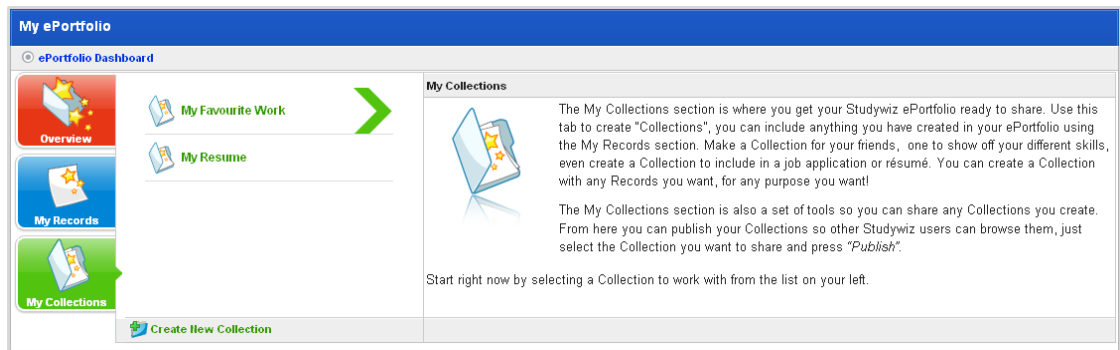 My ePortfolio
ePortfolio Dashboard
Overview
My Records
My Collections
My Favourite Work
My Resume
Create New Collection
My Collections
The My Collections section is where you get your Studywiz ePortfolio ready to share. Use this
tab to create "Collections", you can include anything you have created in your ePortfolio using
the My Records section. Make a Collection for your friends, one to show off your different skills,
even create a Collection to include in a job application or résumé. You can create a Collection
with any Records you want, for any purpose you want!
The My Collections section is also a set of tools so you can share any Collections you create.
From here you can publish your Collections so other Studywiz users can browse them, just
select the Collection you want to share and press "Publish".
Start right now by selecting a Collection to work with from the list on your left.